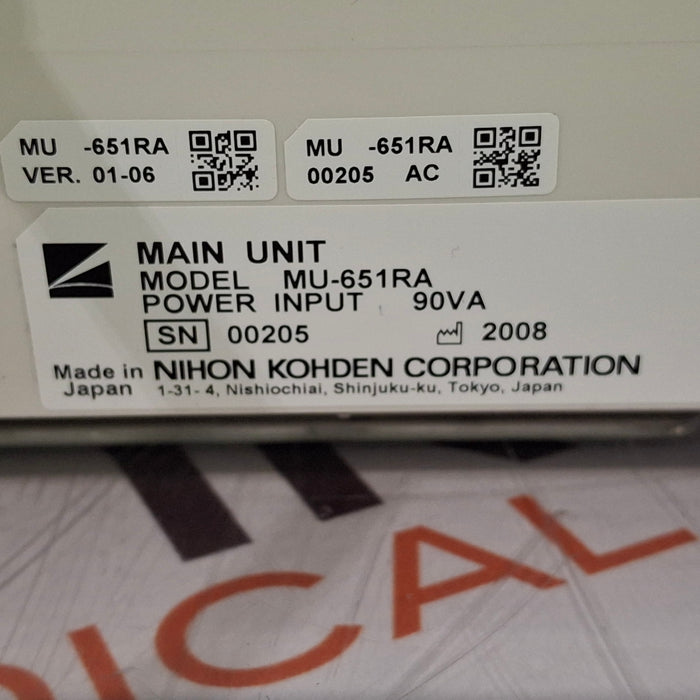 MU -651RA
VER. 01-06
MU -651RA
00205 AC
MAIN UNIT
MODEL MU-651RA
POWER INPUT 90VA
SN 00205 2008
Made in NIHON KOHDEN CORPORATION
Japan 1-31- 4, Nishiochiai, Shinjuku-ku, Tokyo, Japan
ICAL